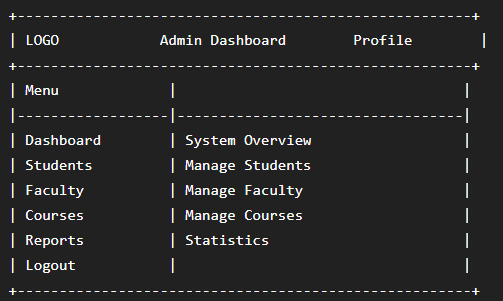 +--------------------------------------------------------+
| LOGO            Admin Dashboard        Profile        |
+--------------------------------------------------------+
| Menu             |                                  |
|------------------|----------------------------------|
| Dashboard        | System Overview                  |
| Students         | Manage Students                  |
| Faculty          | Manage Faculty                   |
| Courses          | Manage Courses                   |
| Reports          | Statistics                       |
| Logout           |                                  |
+--------------------------------------------------------+